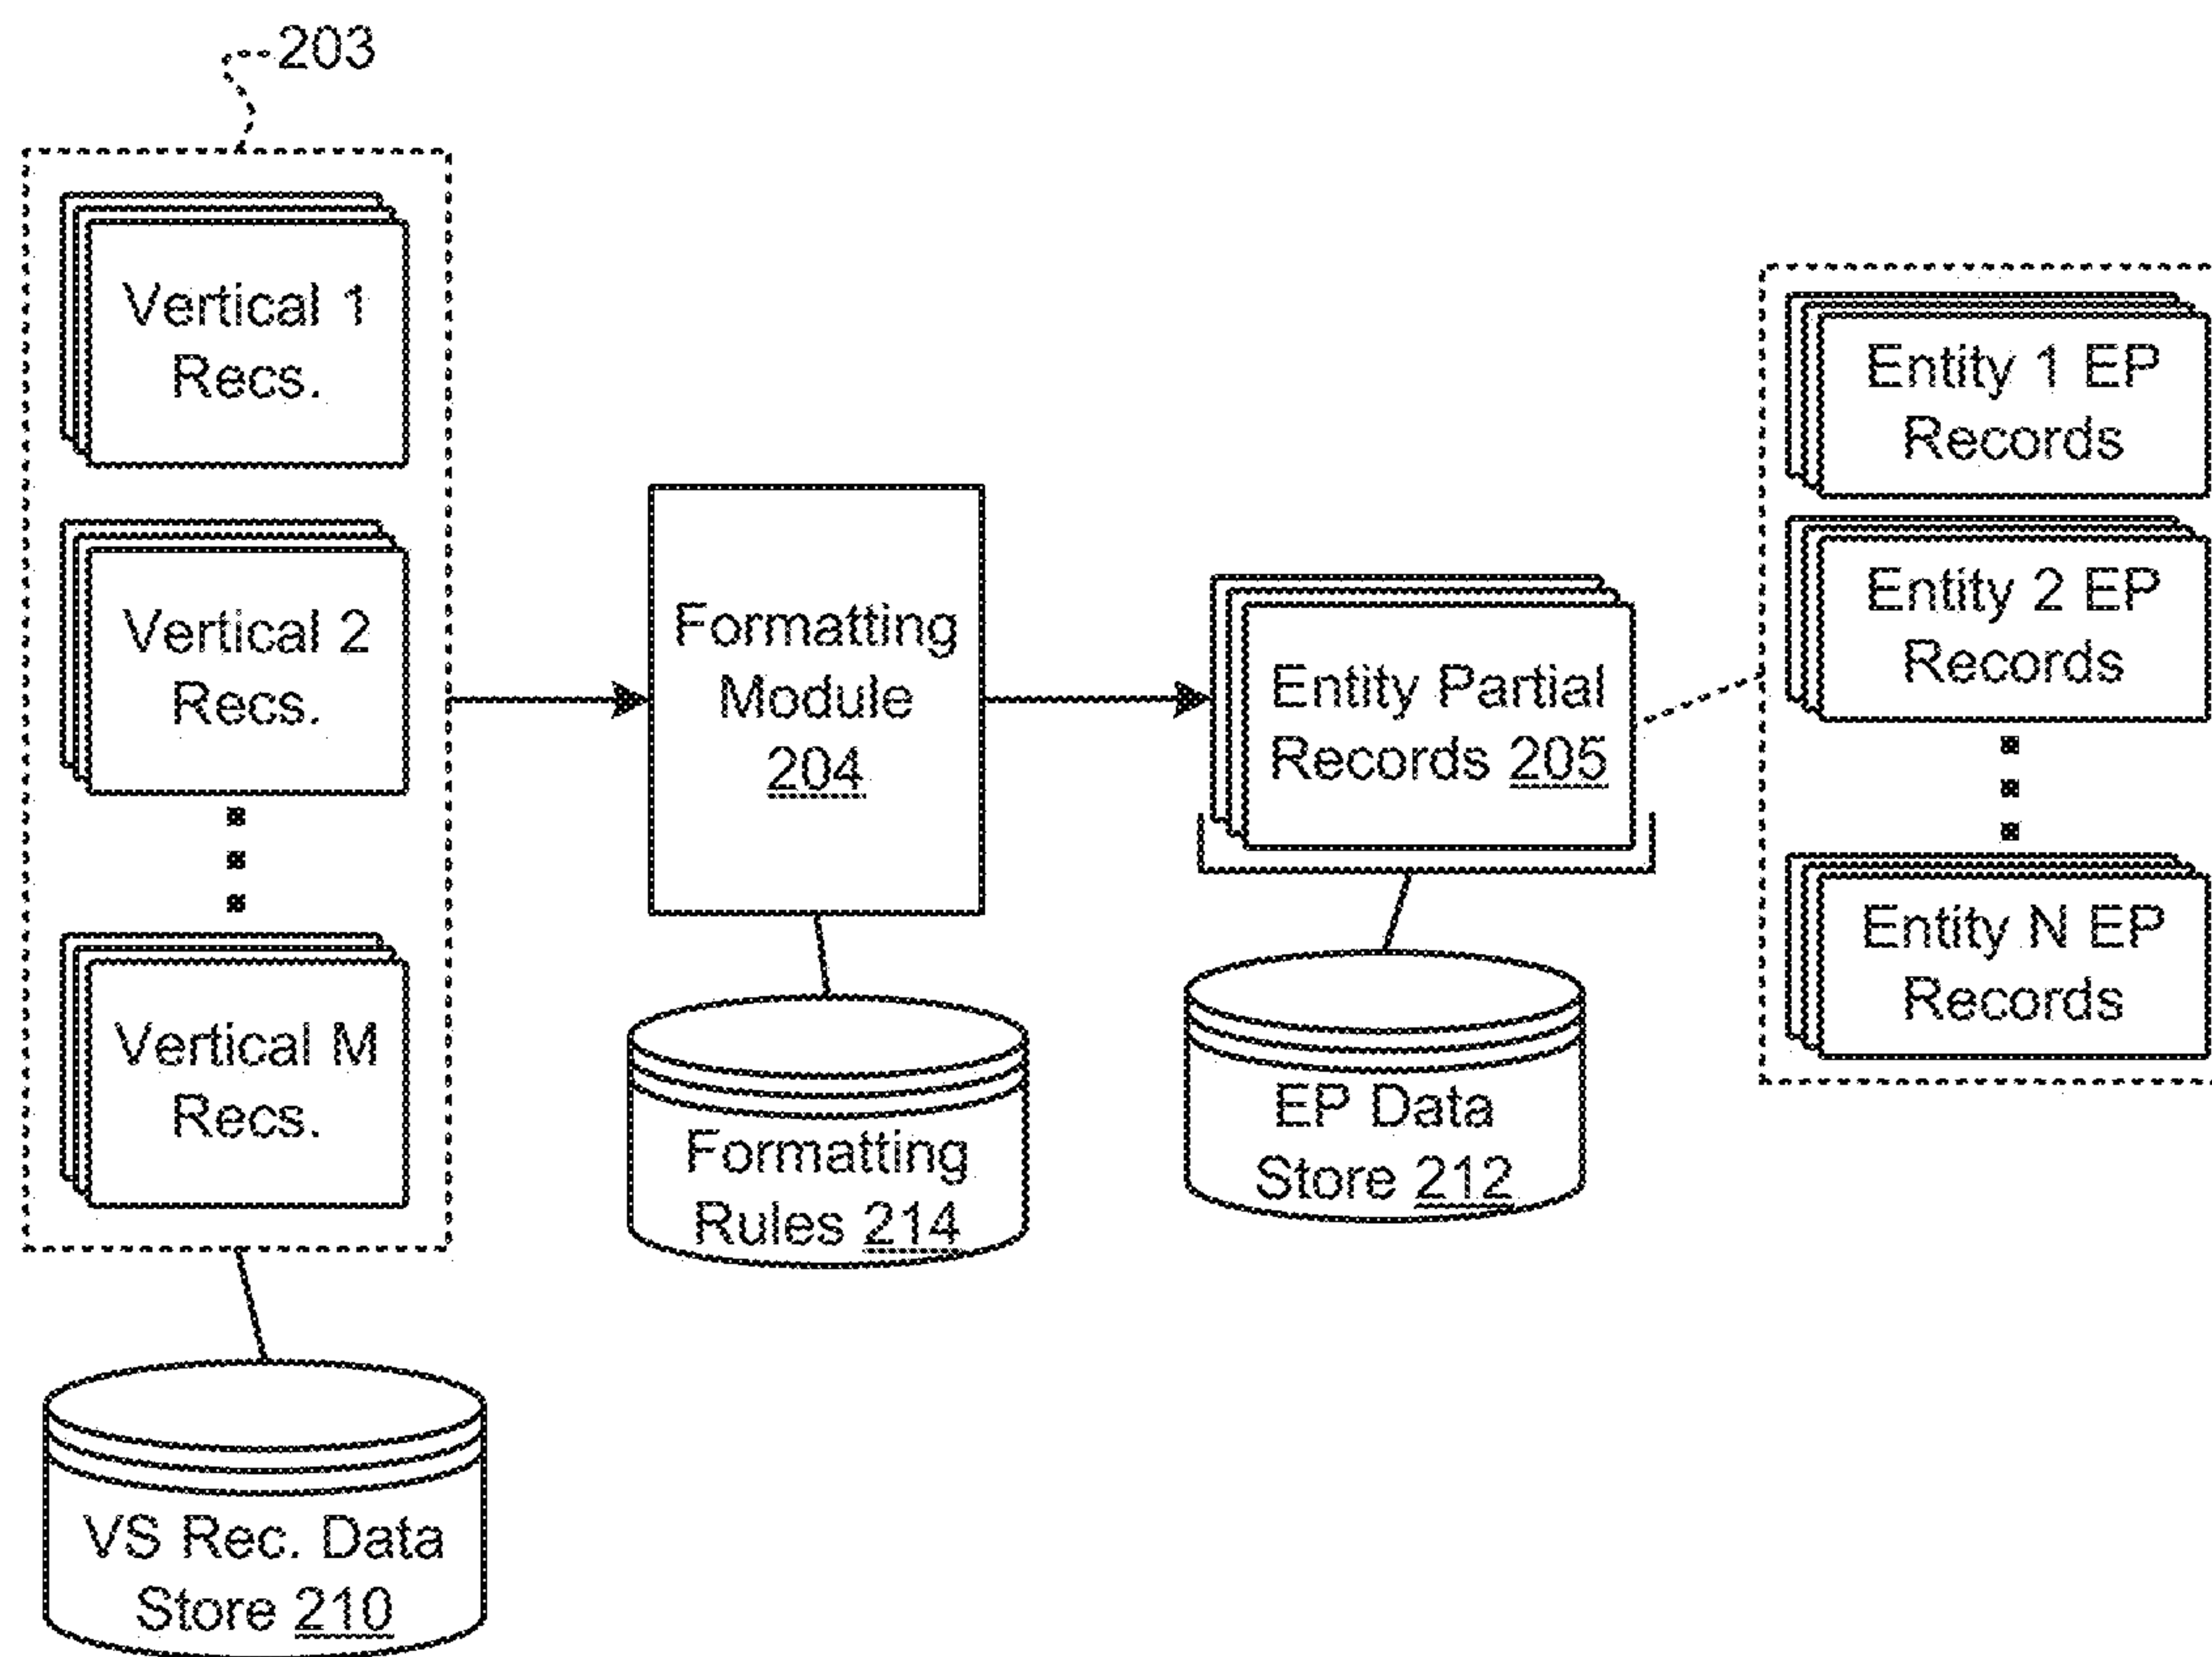 203
Vertical 1
Recs.
Vertical 2
Recs.
Vertical M
Recs.
VS Rec. Data
Store 210
Formatting
Module
204
Formatting
Rules 214
Entity Partial
Records 205
EP Data
Store 212
Entity 1 EP
Records
Entity 2 EP
Records
Entity N EP
Records